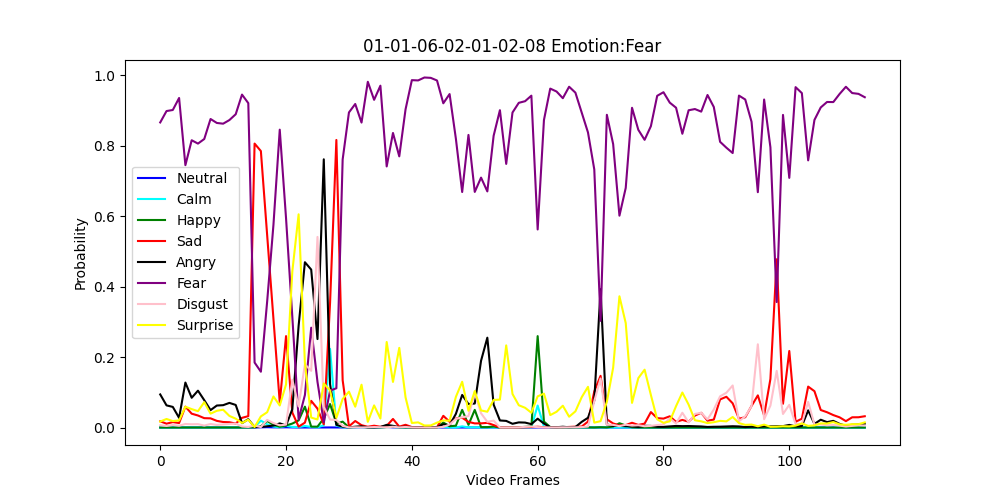 01-01-06-02-01-02-08 Emotion:Fear
1.0
0.8
0.6
0.4
0.2
0.0
Probability
Neutral
Calm
Happy
Sad
Angry
Fear
Disgust
Surprise
0 20 40 60 80 100
Video Frames